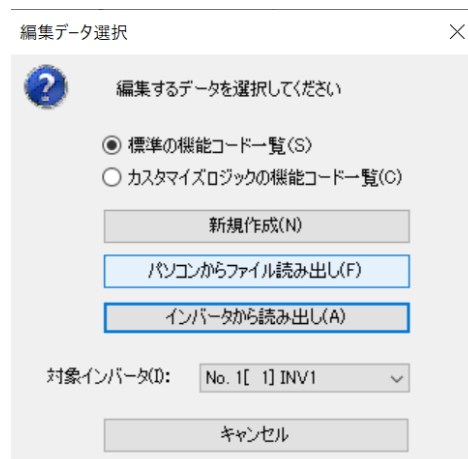 編集データ選択
編集するデータを選択してください
標準の機能コード一覧(S)
カスタマイズロジックの機能コード一覧(C)
新規作成(N)
パソコンからファイル読み出し(F)
インバータから読み出し(A)
対象インバータ(I): No. 1[ 1] INV1
キャンセル